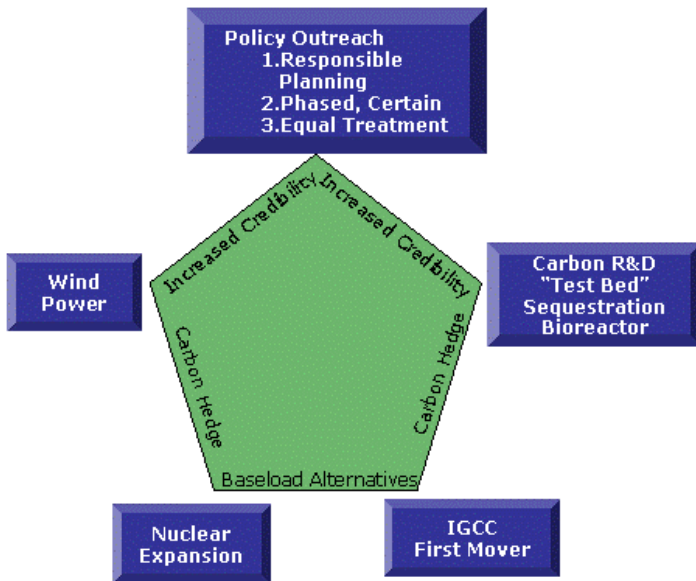 Policy Outreach
1.Responsible
Planning
2.Phased, Certain
3.Equal Treatment
Increased Credibility
Increased Credibility
Wind
Power
Carbon R&D
"Test Bed"
Sequestration
Bioreactor
Carbon Hedge
Carbon Hedge
Baseload Alternatives
Nuclear
Expansion
IGCC
First Mover